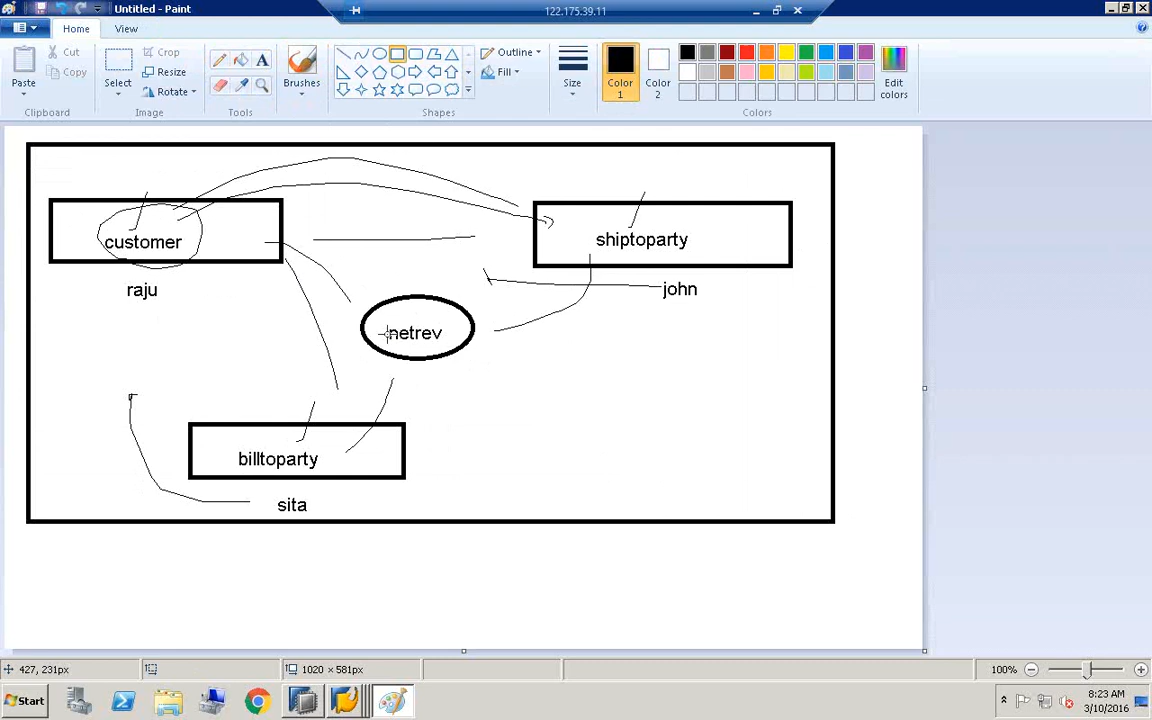 Untitled - Paint
122.175.39.11
Home
View
Paste
Cut
Copy
Clipboard
Select
Crop
Resize
Rotate
Image
A
Tools
Brushes
Outline
Fill
Shapes
Size
Color 1
Color 2
Edit colors
Colors
customer
shiptoparty
raju
john
netrev
billtoparty
sita
427, 231px
1020 × 581px
100%
Start
8:23 AM
3/10/2016